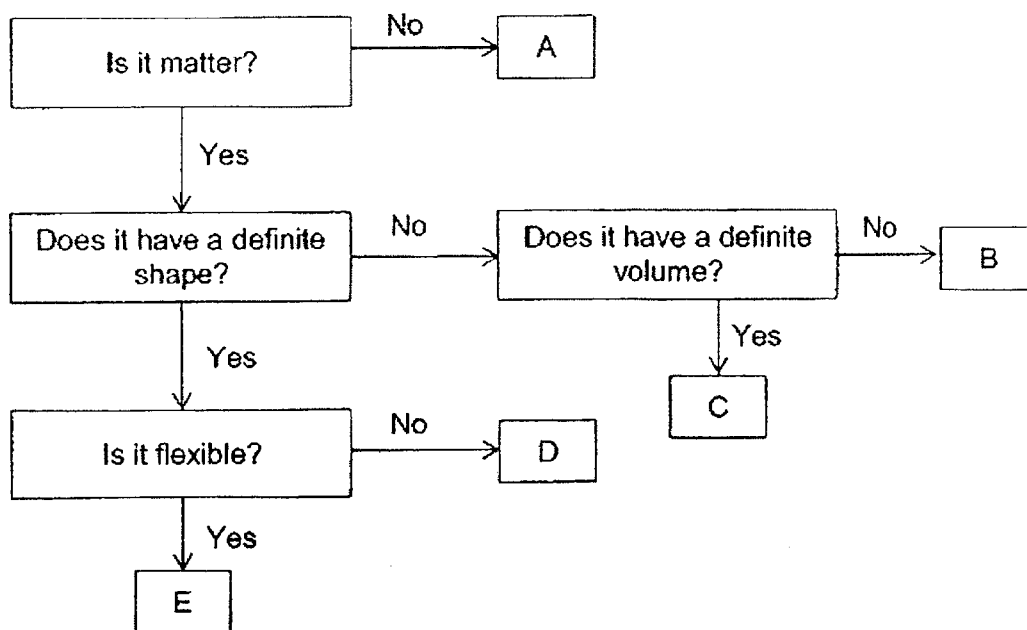 Is it matter?
No
A
Yes
Does it have a definite
shape?
No
Does it have a definite
volume?
No
B
Yes
Yes
C
Is it flexible?
No
D
Yes
E